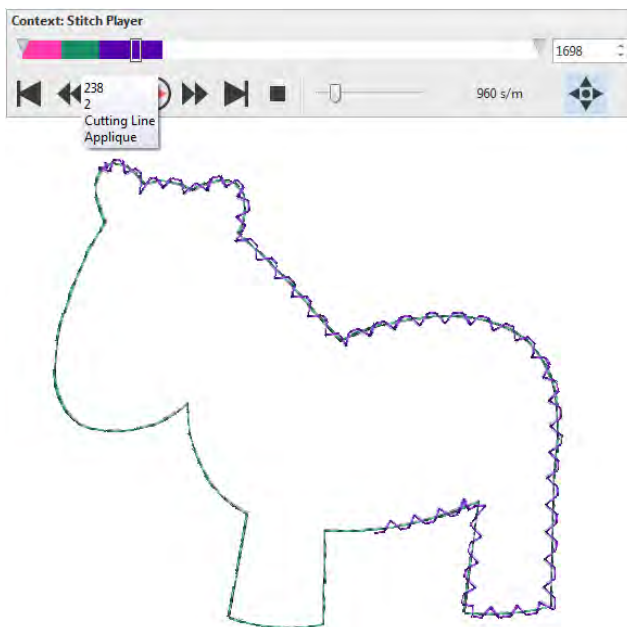 Context: Stitch Player
1698
960 s/m
238
2
Cutting Line
Applique